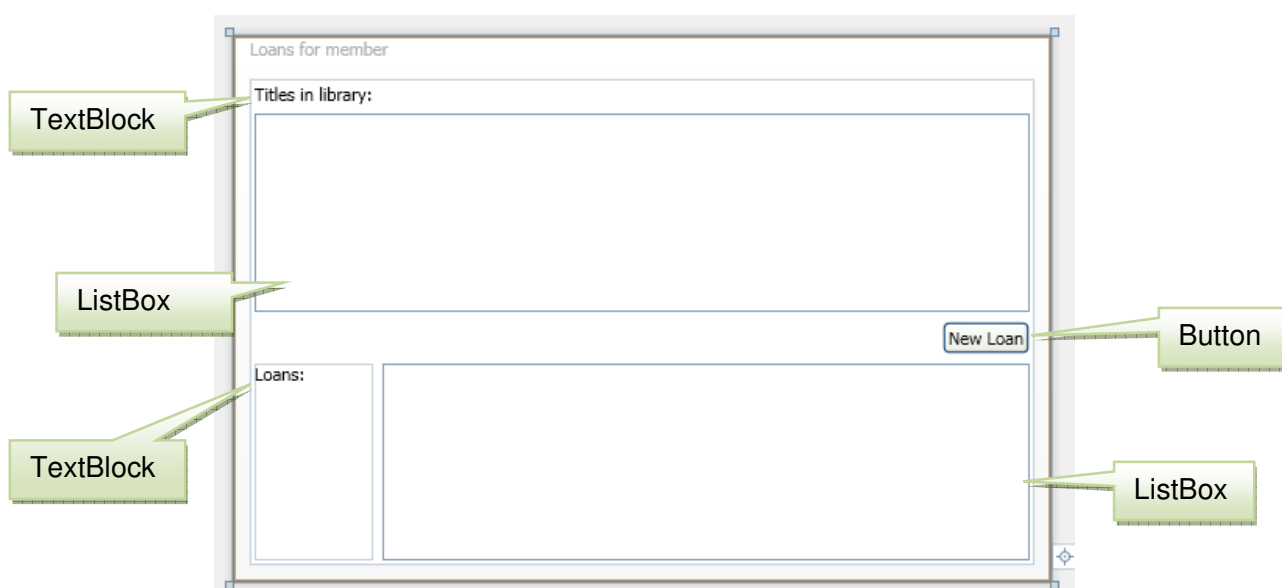 Loans for member
Titles in library:
TextBlock
ListBox
New Loan
Button
Loans:
TextBlock
ListBox